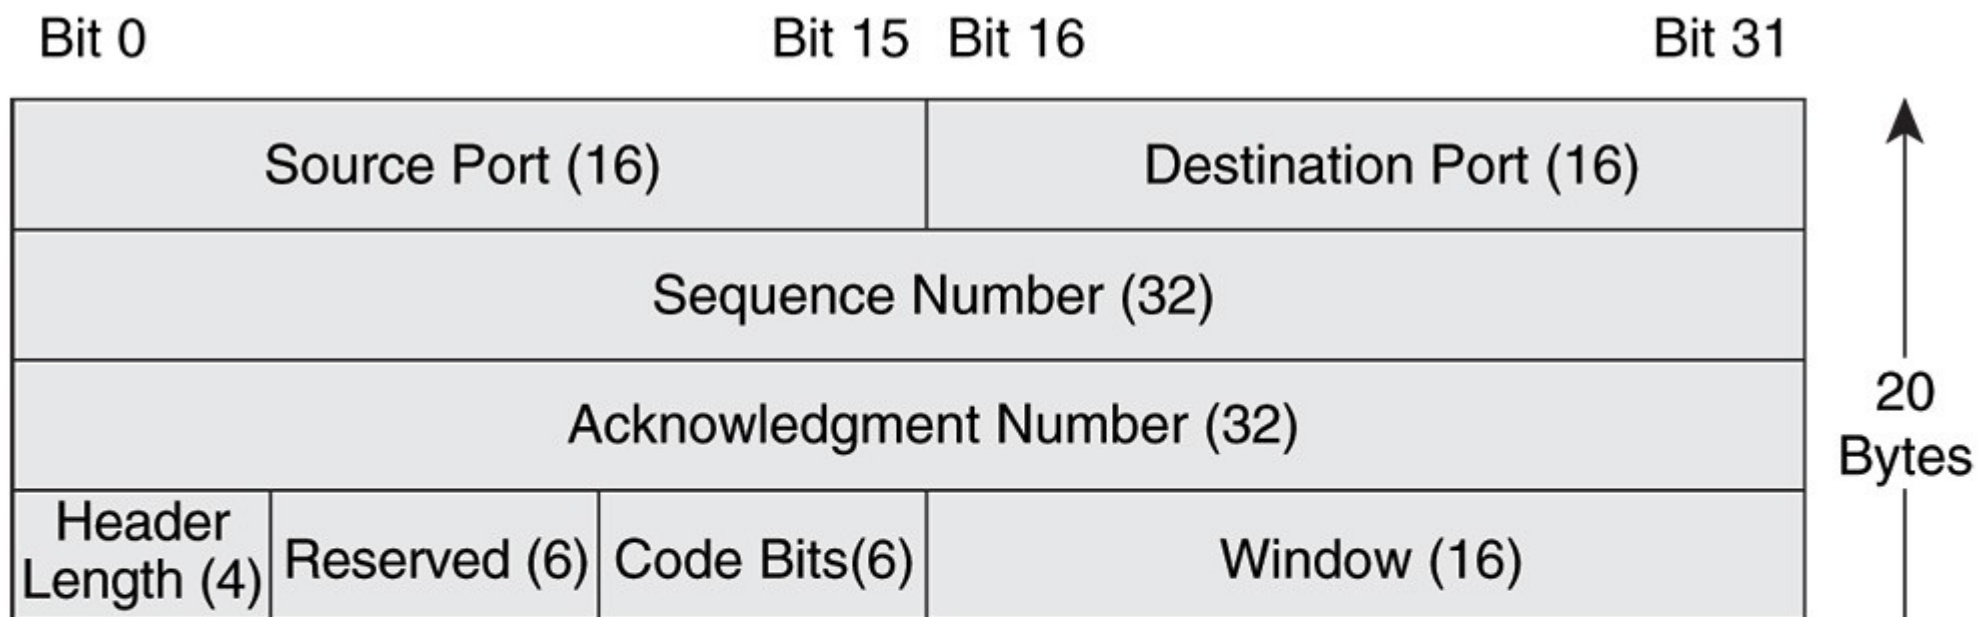 Bit 0 Bit 15 Bit 16 Bit 31
Source Port (16) Destination Port (16)
Sequence Number (32)
Acknowledgment Number (32)
20
Bytes
Header
Length (4) Reserved (6) Code Bits(6) Window (16)